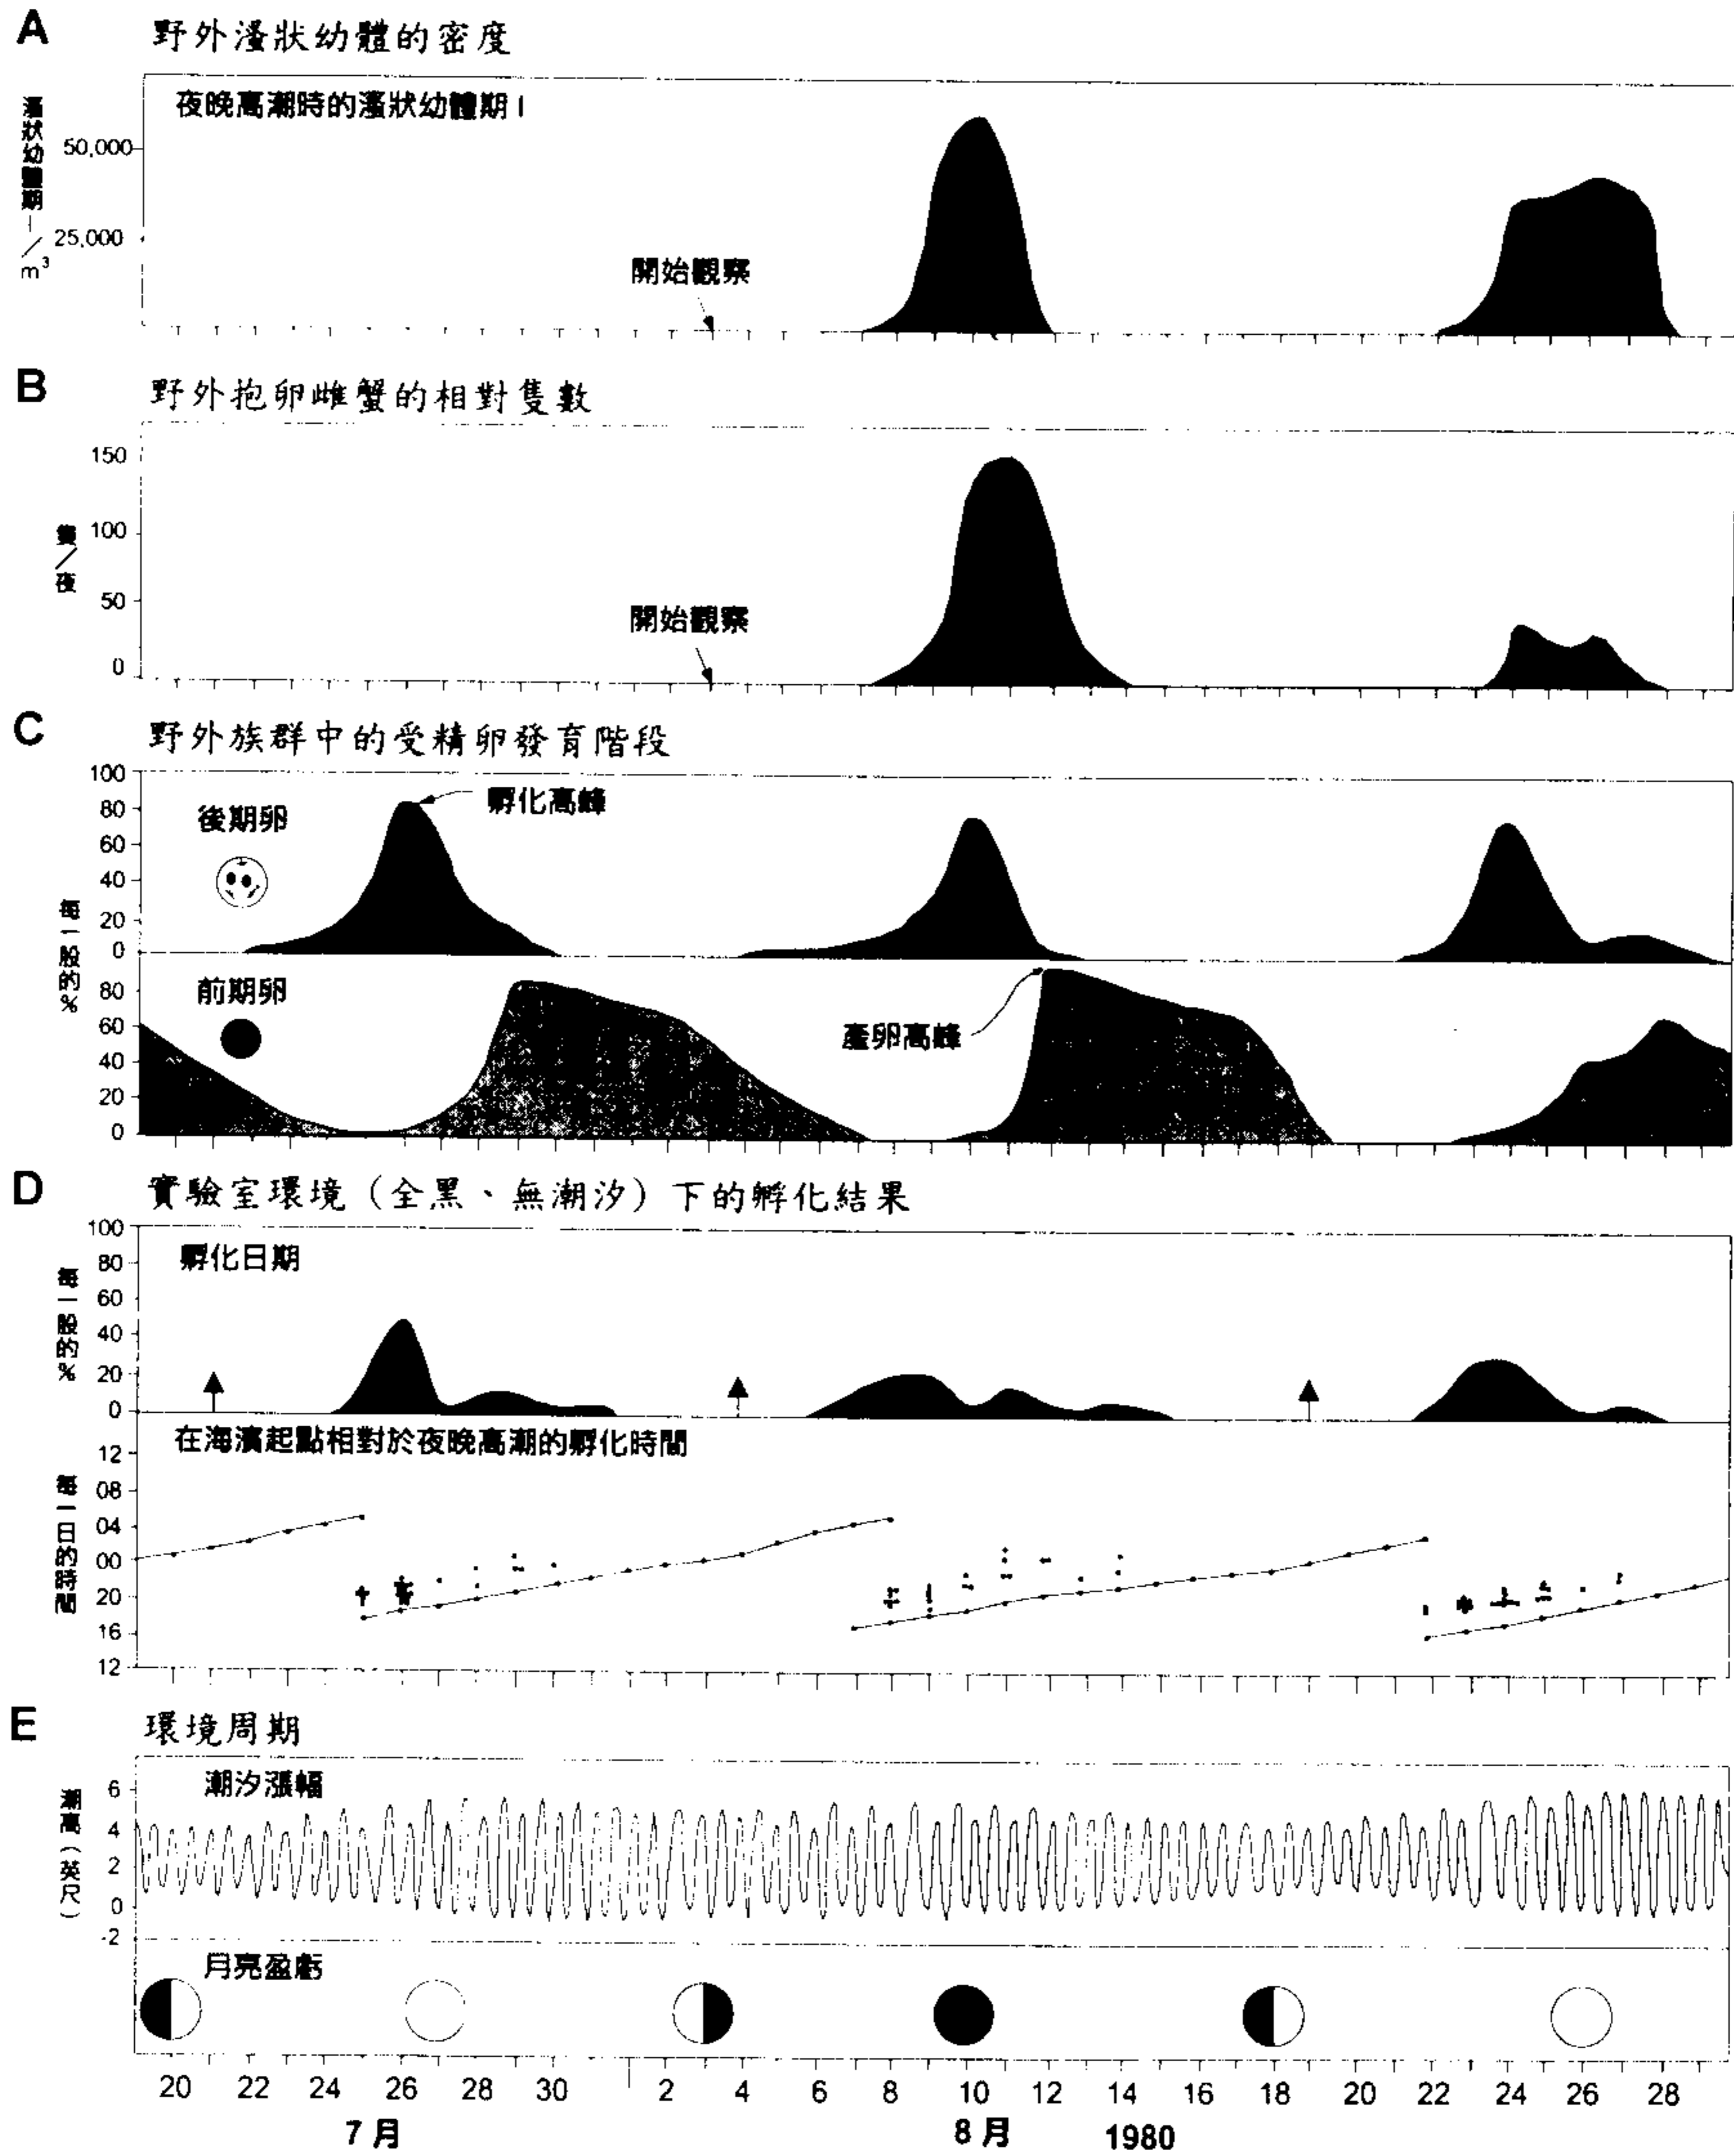 A 野外溞狀幼體的密度
夜晚高潮時的溞狀幼體期 I
溞狀幼體期 I / m³
50,000
25,000
開始觀察
B 野外抱卵雌蟹的相對隻數
隻/夜
150
100
50
0
開始觀察
C 野外族群中的受精卵發育階段
每一股的%
100
80
60
40
20
0
後期卵
孵化高峰
80
60
40
20
0
前期卵
產卵高峰
D 實驗室環境（全黑、無潮汐）下的孵化結果
每一股的%
100
80
60
40
20
0
孵化日期
在海濱起點相對於夜晚高潮的孵化時間
每一日的時間
12
08
04
00
20
16
12
E 環境周期
潮汐漲幅
潮高（英尺）
6
4
2
0
-2
月亮盈虧
20 22 24 26 28 30 2 4 6 8 10 12 14 16 18 20 22 24 26 28
7月 8月 1980